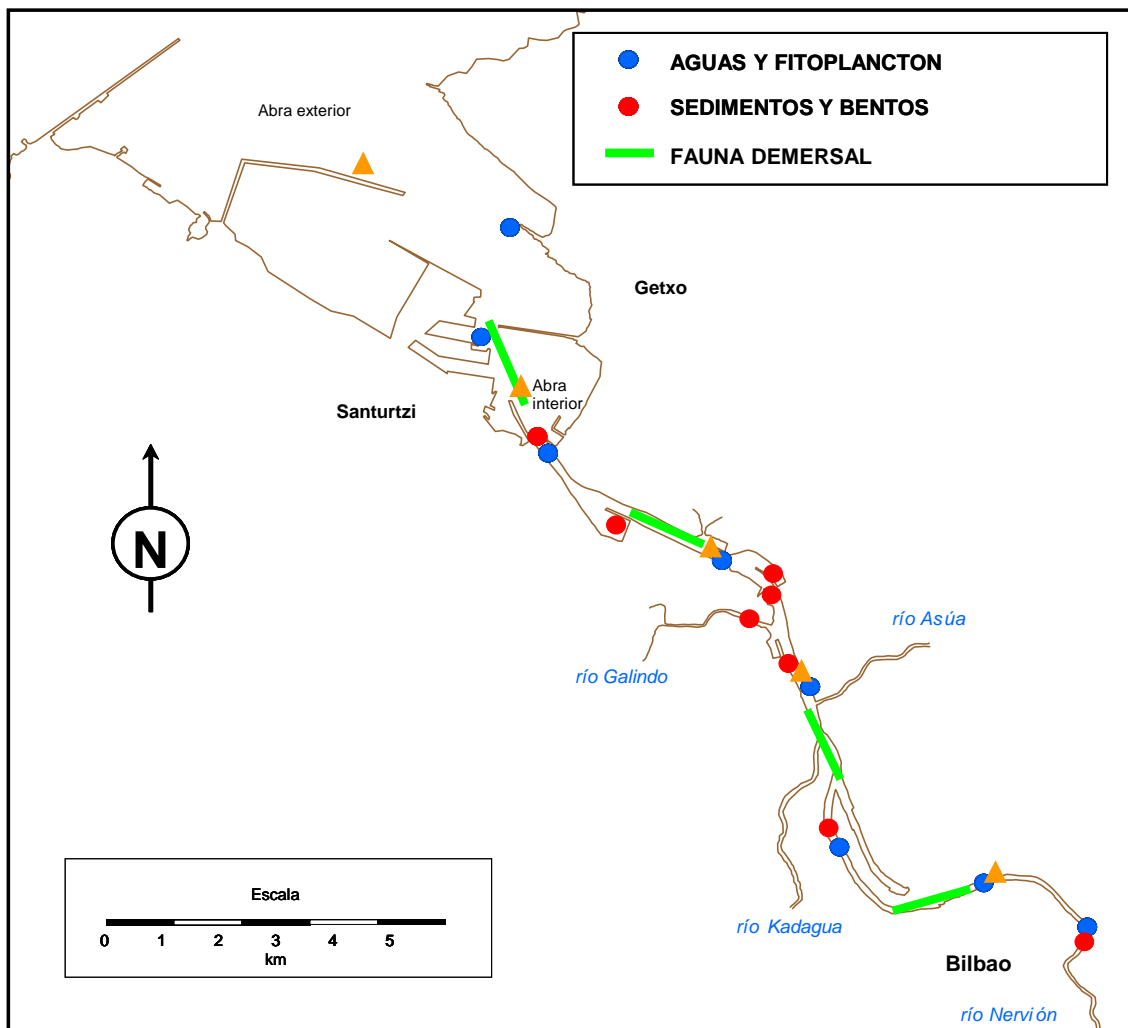 AGUAS Y FITOPLANCTON
SEDIMENTOS Y BENTOS
FAUNA DEMERSAL
Abra exterior
Getxo
Abra
interior
Santurtzi
N
río Asúa
río Galindo
Escala
0 1 2 3 4 5
km
río Kadagua
Bilbao
río Nervión